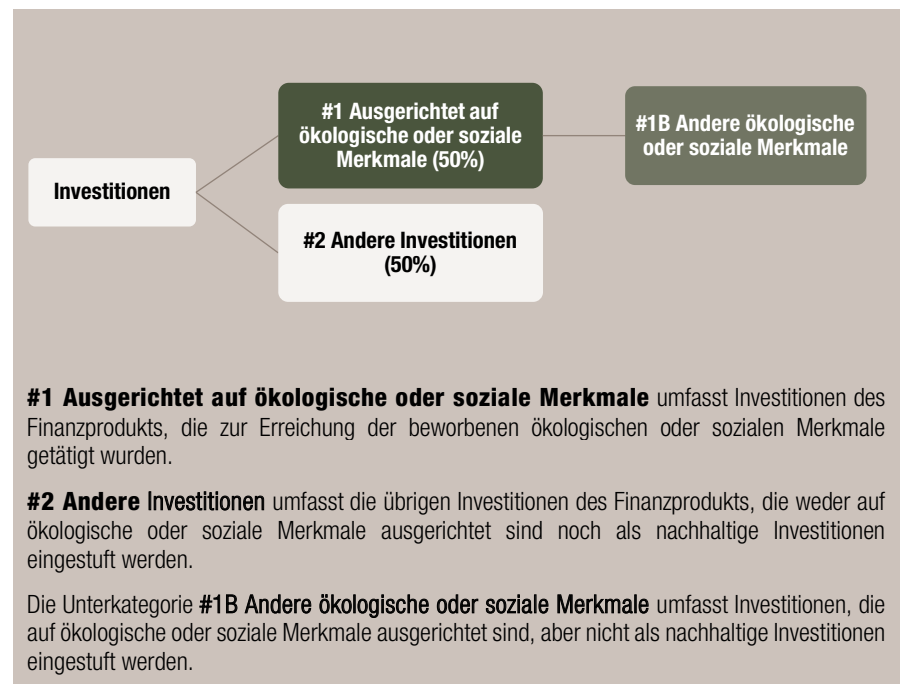 #1 Ausgerichtet auf
ökologische oder soziale
Merkmale (50%)
#1B Andere ökologische
oder soziale Merkmale
Investitionen
#2 Andere Investitionen
(50%)
#1 Ausgerichtet auf ökologische oder soziale Merkmale umfasst Investitionen des
Finanzprodukts, die zur Erreichung der beworbenen ökologischen oder sozialen Merkmale
getätigt wurden.
#2 Andere Investitionen umfasst die übrigen Investitionen des Finanzprodukts, die weder auf
ökologische oder soziale Merkmale ausgerichtet sind noch als nachhaltige Investitionen
eingestuft werden.
Die Unterkategorie #1B Andere ökologische oder soziale Merkmale umfasst Investitionen, die
auf ökologische oder soziale Merkmale ausgerichtet sind, aber nicht als nachhaltige Investitionen
eingestuft werden.